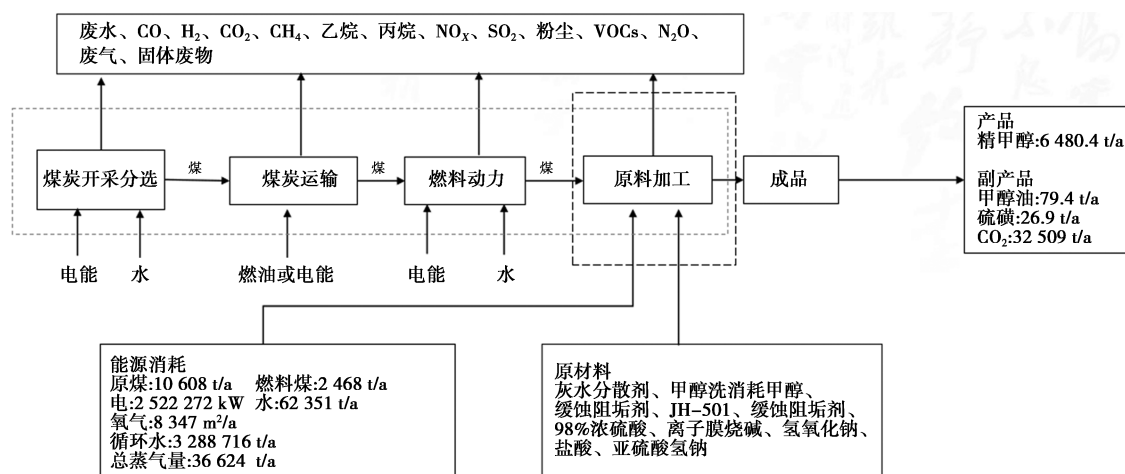 废水、CO、H₂、CO₂、CH₄、乙烷、丙烷、NOX、SO₂、粉尘、VOCs、N₂O、
废气、固体废物
煤炭开采分选
煤
煤炭运输
煤
燃料动力
煤
原料加工
成品
产品
精甲醇:6 480.4 t/a
副产品
甲醇油:79.4 t/a
硫磺:26.9 t/a
CO₂:32 509 t/a
电能
水
燃油或电能
电能
水
能源消耗
原煤:10 608 t/a 燃料煤:2 468 t/a
电:2 522 272 kW 水:62 351 t/a
氧气:8 347 m²/a
循环水:3 288 716 t/a
总蒸气量:36 624 t/a
原材料
灰水分散剂、甲醇洗消耗甲醇、
缓蚀阻垢剂、JH-501、缓蚀阻垢剂、
98%浓硫酸、离子膜烧碱、氢氧化钠、
盐酸、亚硫酸氢钠